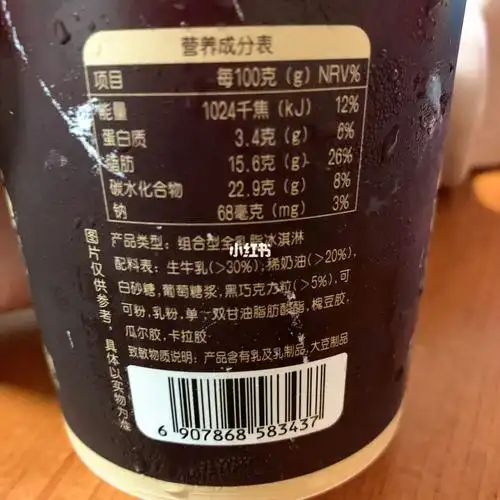 营养成分表
项目 每100克(g) NRV%
能量 1024千焦(kJ) 12%
蛋白质 3.4克(g) 6%
脂肪 15.6克(g) 26%
碳水化合物 22.9克(g) 8%
钠 68毫克(mg) 3%
产品类型:组合型全乳脂冰淇淋
小红书
配料表:生牛乳(>30%),稀奶油(>20%),
白砂糖,葡萄糖浆,黑巧克力粒(>5%),可
可粉,乳粉,单,双甘油脂肪酸酯,槐豆胶,
瓜尔胶,卡拉胶
致敏物质说明:产品含有乳及乳制品,大豆制品
图片仅供参考,具体以实物为准
6 907868 583437